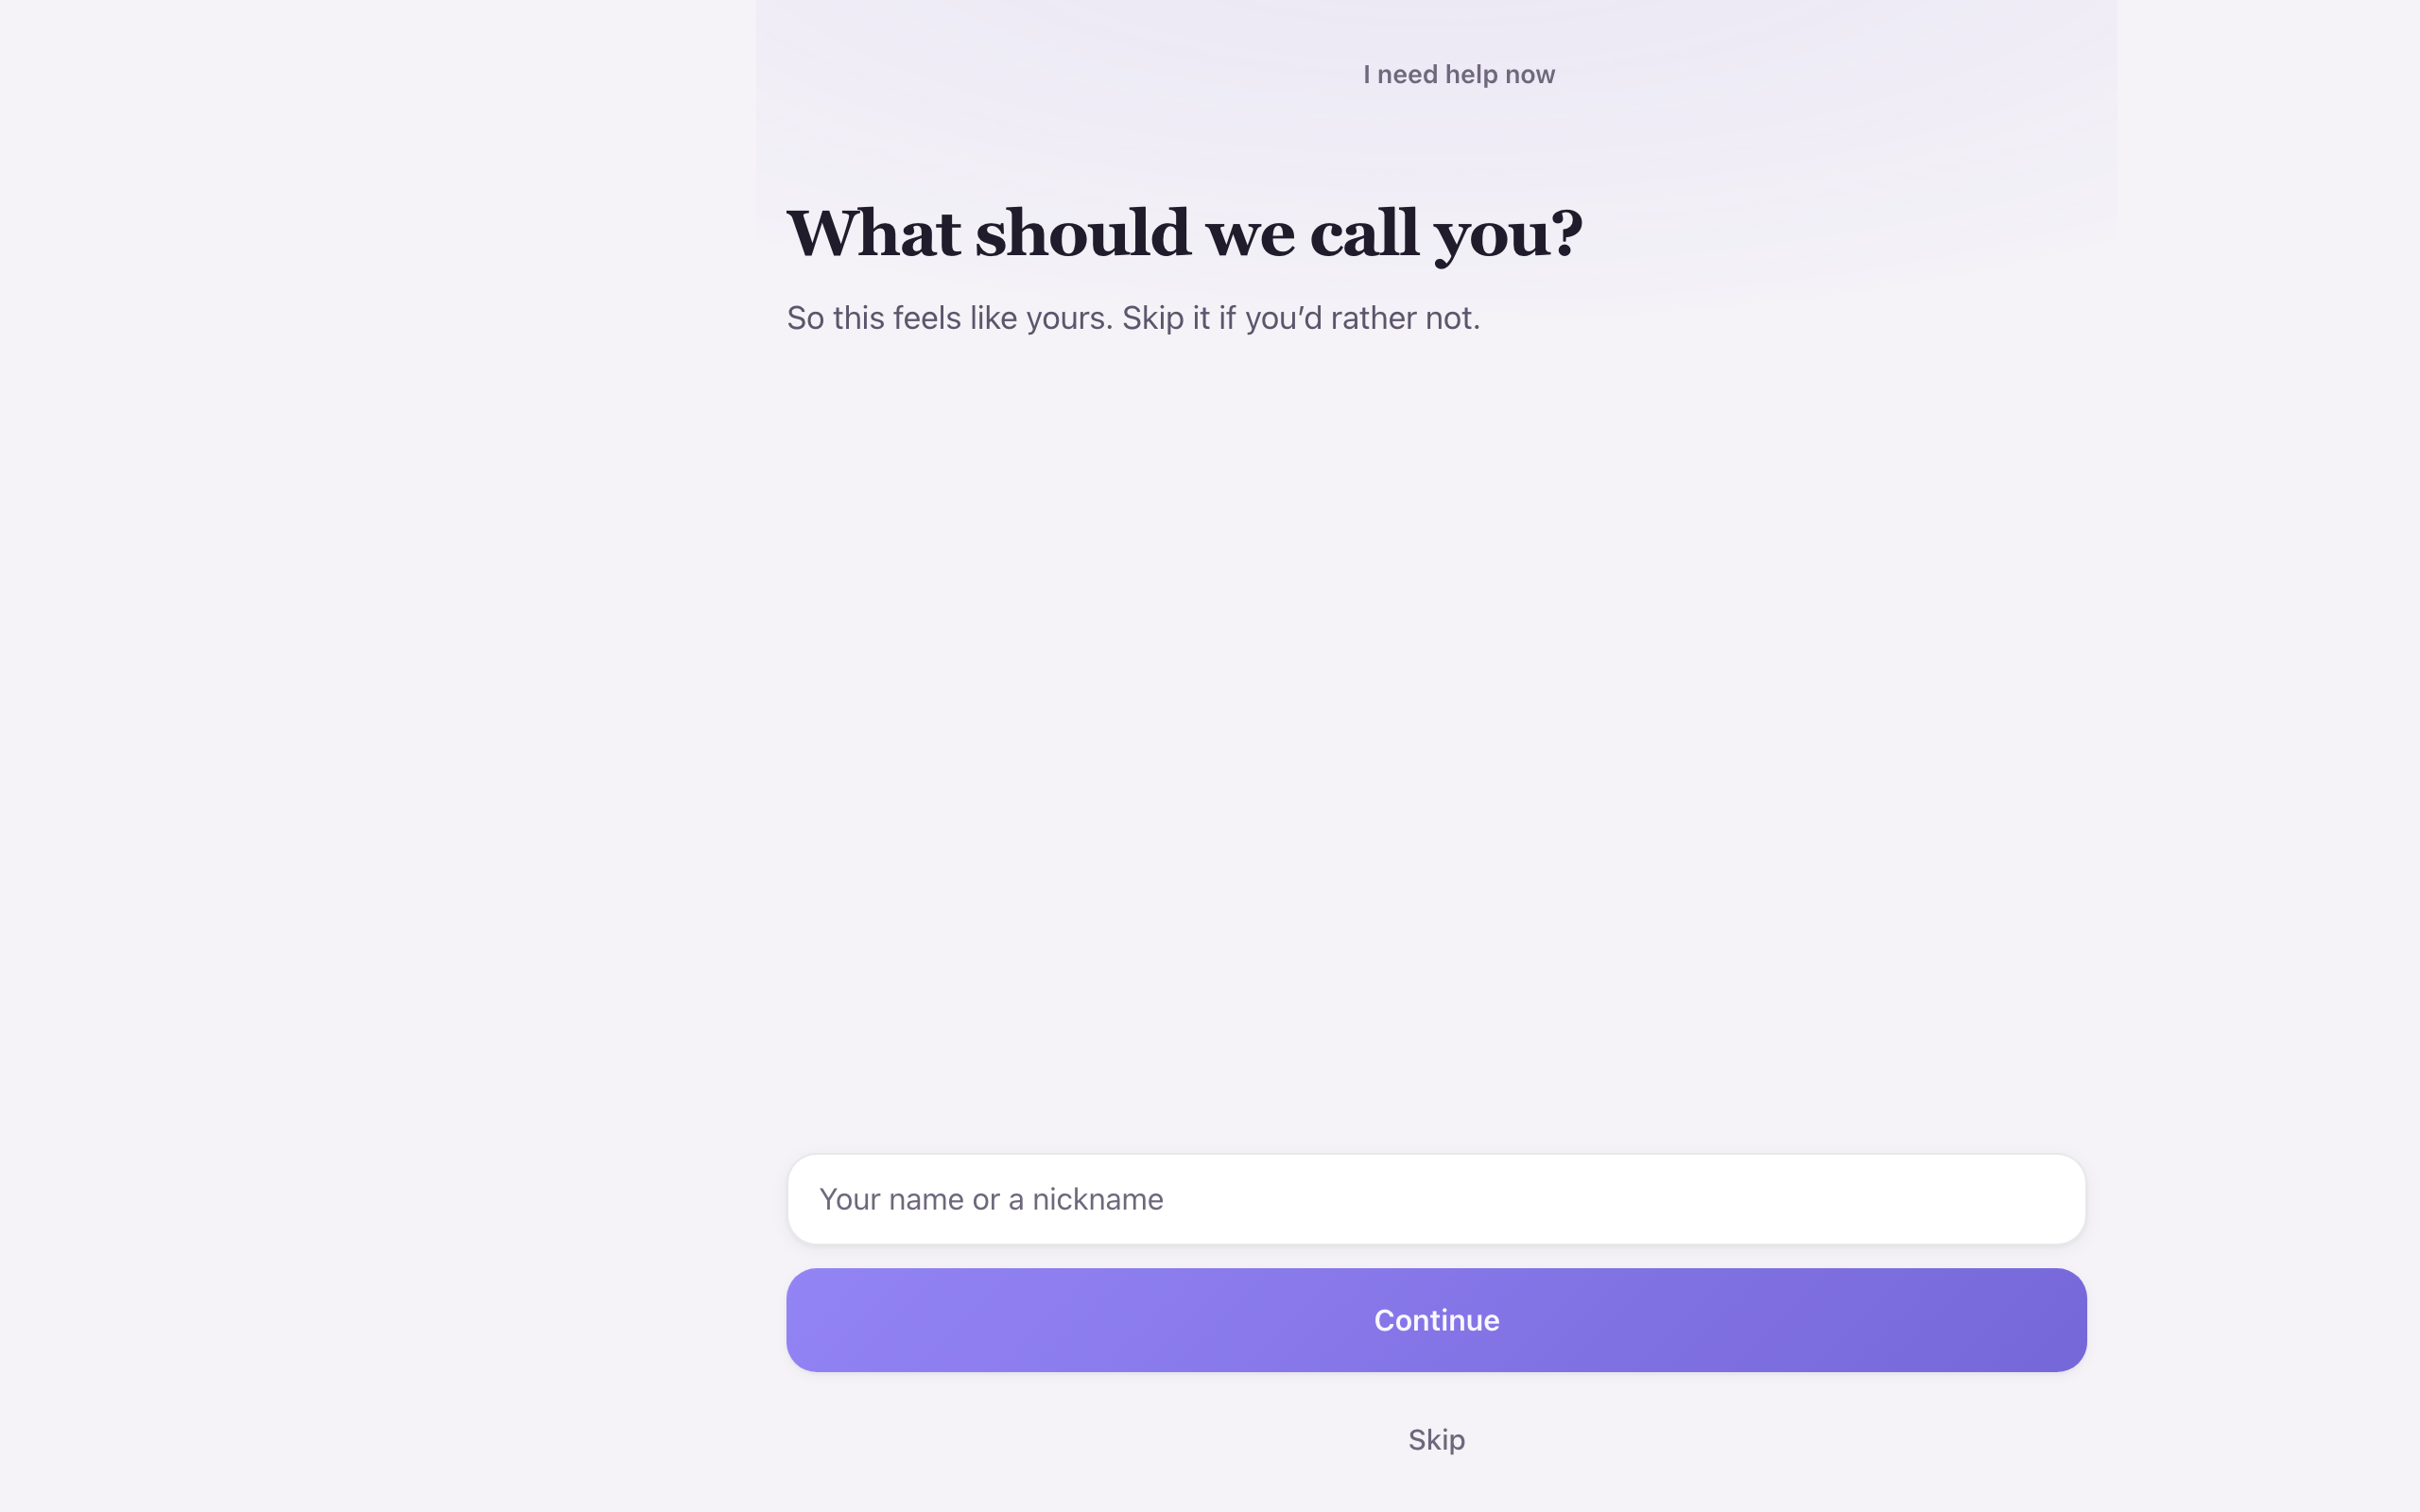 I need help now
What should we call you?
So this feels like yours. Skip it if you’d rather not.
Your name or a nickname
Continue
Skip